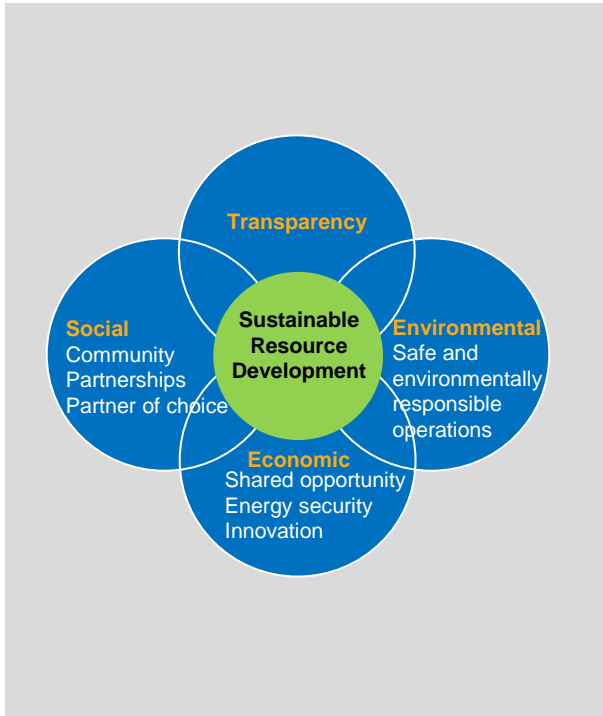 Transparency
Social
Community
Partnerships
Partner of choice
Sustainable
Resource
Development
Environmental
Safe and
environmentally
responsible
operations
Economic
Shared opportunity
Energy security
Innovation